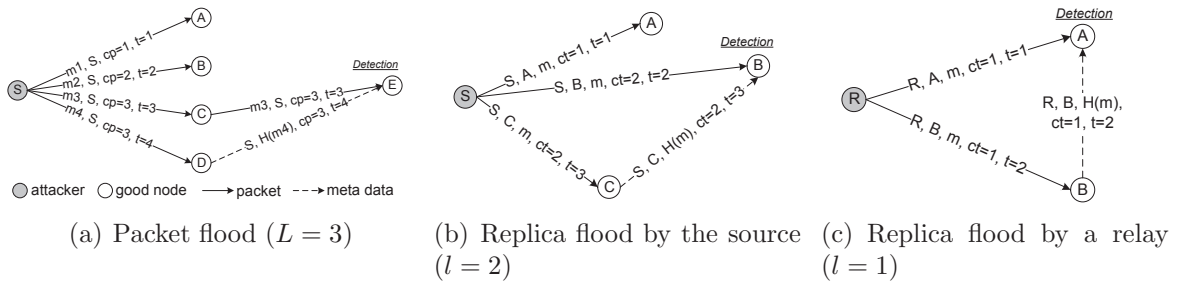 A
m1, S, cp=1, t=1
B
m2, S, cp=2, t=2
S
Detection
E
m3, S, cp=3, t=3
C
m3, S, cp=3, t=3
m4, S, cp=3, t=4
S, H(m4), cp=3, t=4
D
attacker good node packet meta data
(a) Packet flood (L = 3)
A
S, A, m, ct=1, t=1
Detection
B
S, B, m, ct=2, t=2
S
S, C, m, ct=2, t=3
S, C, H(m), ct=2, t=3
C
(b) Replica flood by the source
(l = 2)
Detection
A
R, A, m, ct=1, t=1
R
R, B, H(m),
ct=1, t=2
R, B, m, ct=1, t=2
B
(c) Replica flood by a relay
(l = 1)